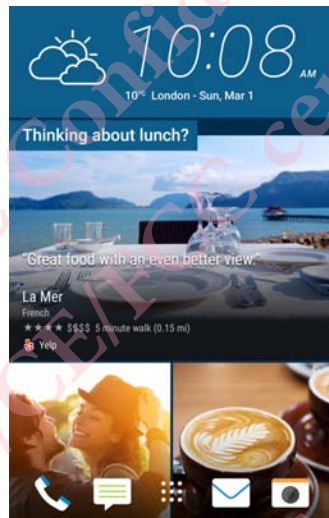 10:08 AM
10°C London - Sun, Mar 1
Thinking about lunch?
"Great food with an even better view."
La Mer
French
★★★★ $$$$ 5 minute walk (0.15 mi)
Yelp